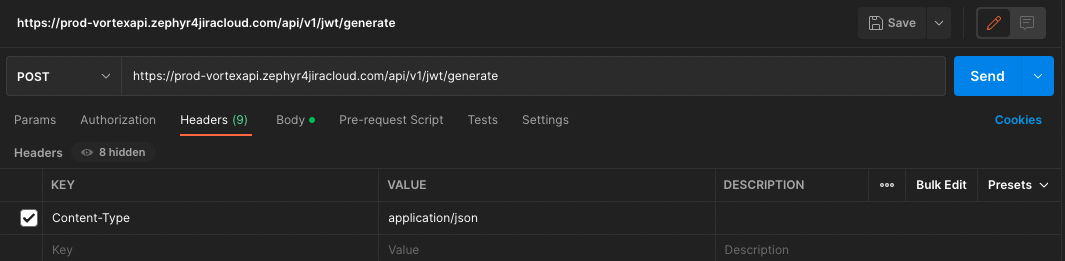 https://prod-vortexapi.zephyr4jiracloud.com/api/v1/jwt/generate
Save
POST
https://prod-vortexapi.zephyr4jiracloud.com/api/v1/jwt/generate
Send
Params Authorization Headers (9) Body Pre-request Script Tests Settings Cookies
Headers 8 hidden
KEY VALUE DESCRIPTION ••• Bulk Edit Presets
Content-Type application/json
Key Value Description